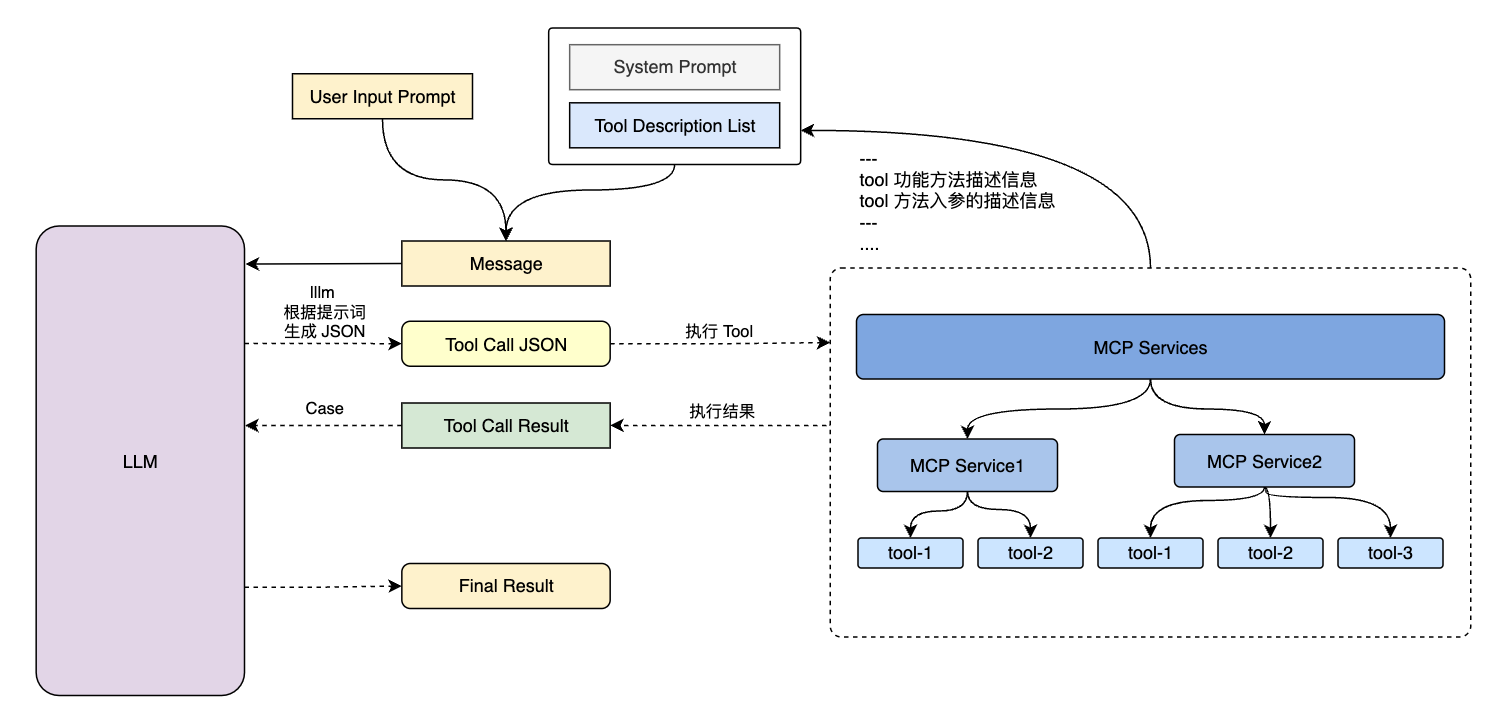 System Prompt
User Input Prompt
Tool Description List
---
tool 功能方法描述信息
tool 方法入参的描述信息
---
....
Message
lllm
根据提示词
生成 JSON
Tool Call JSON
执行 Tool
MCP Services
Case
Tool Call Result
执行结果
LLM
MCP Service1
MCP Service2
tool-1
tool-2
tool-1
tool-2
tool-3
Final Result